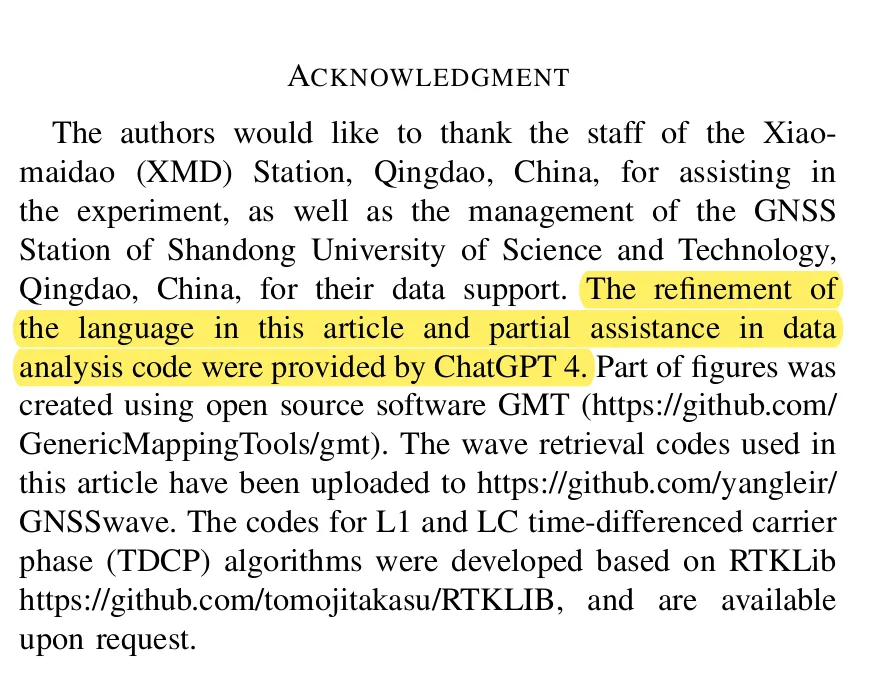 ACKNOWLEDGMENT
The authors would like to thank the staff of the Xiao-
maidao (XMD) Station, Qingdao, China, for assisting in
the experiment, as well as the management of the GNSS
Station of Shandong University of Science and Technology,
Qingdao, China, for their data support. The refinement of
the language in this article and partial assistance in data
analysis code were provided by ChatGPT 4. Part of figures was
created using open source software GMT (https://github.com/
GenericMappingTools/gmt). The wave retrieval codes used in
this article have been uploaded to https://github.com/yangleir/
GNSSwave. The codes for L1 and LC time-differenced carrier
phase (TDCP) algorithms were developed based on RTKLib
https://github.com/tomojitakasu/RTKLIB, and are available
upon request.